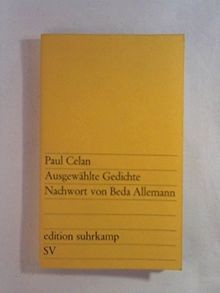 Paul Celan
Ausgewählte Gedichte
Nachwort von Beda Allemann
edition suhrkamp
SV